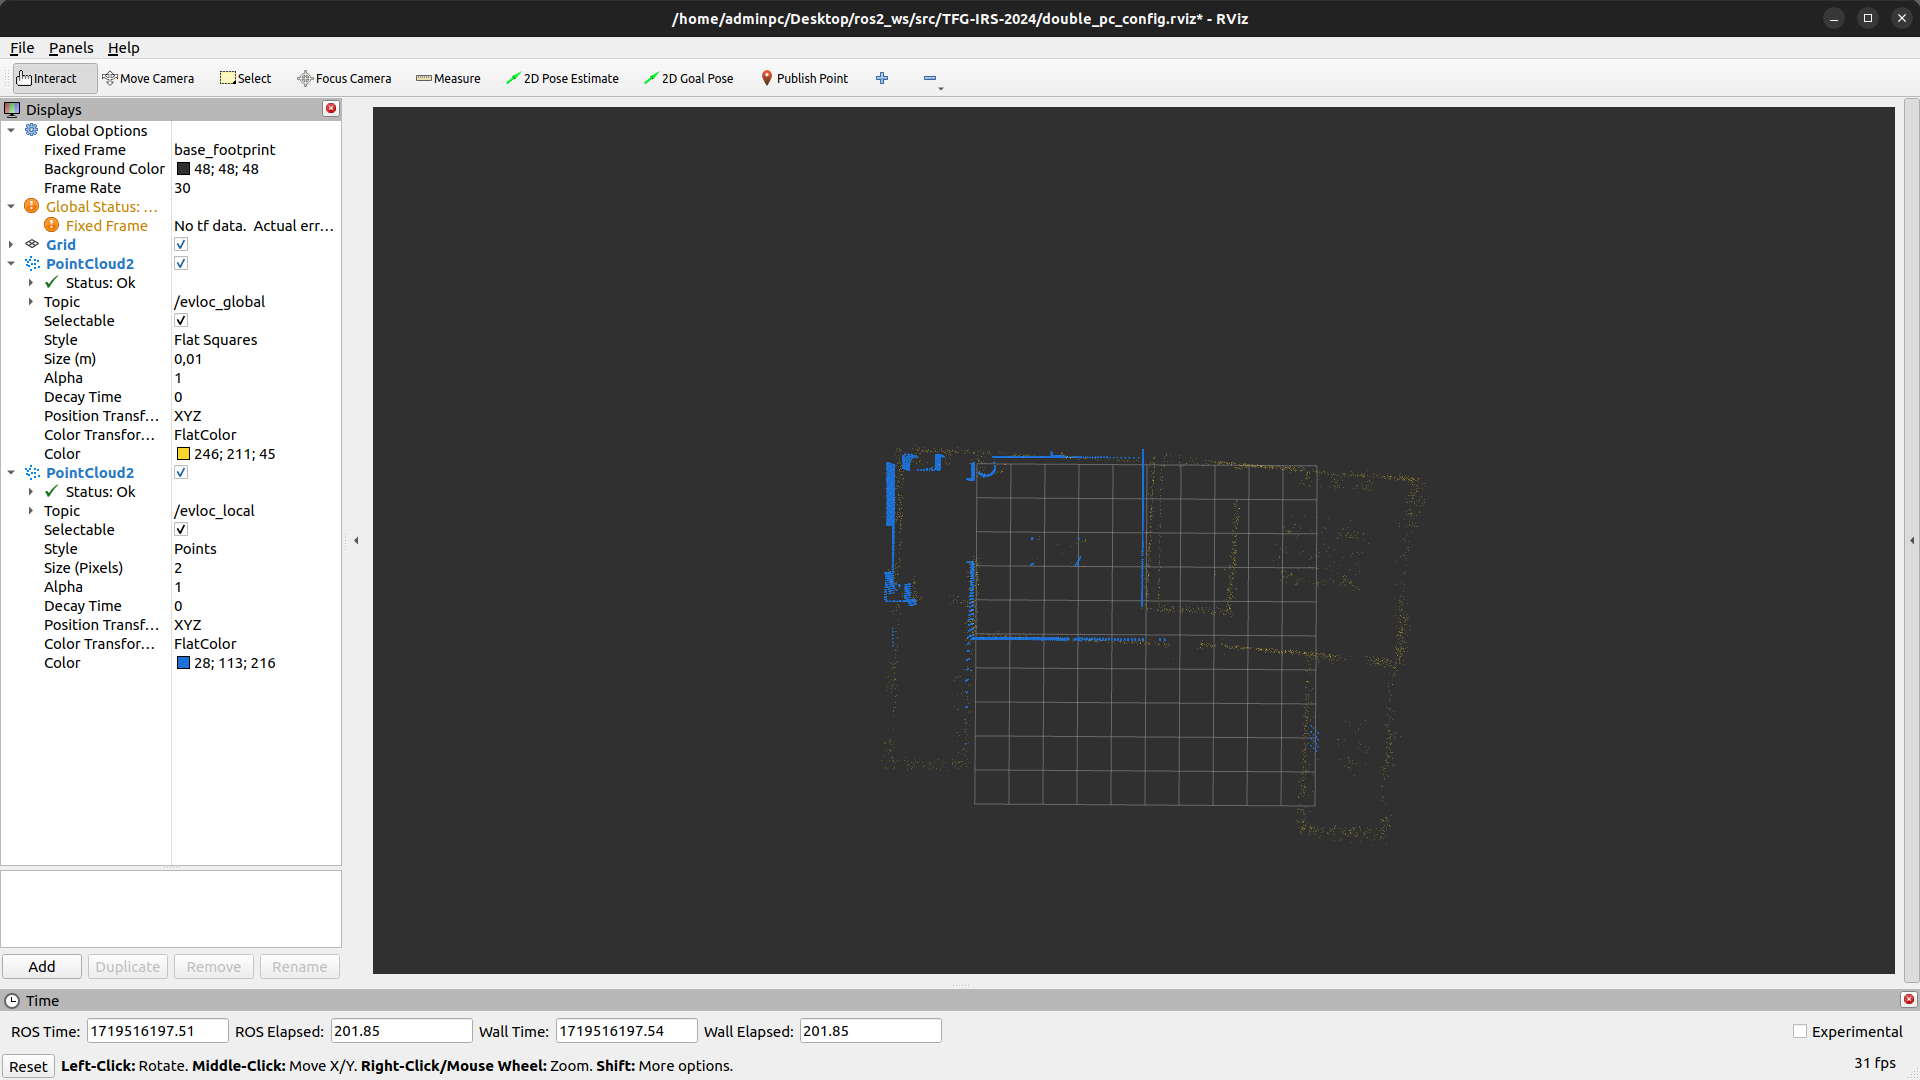 /home/adminpc/Desktop/ros2_ws/src/TFG-IRS-2024/double_pc_config.rviz* - RViz
File Panels Help
Interact Move Camera Select Focus Camera Measure 2D Pose Estimate 2D Goal Pose Publish Point
Displays
Global Options
Fixed Frame base_footprint
Background Color 48; 48; 48
Frame Rate 30
Global Status: ...
Fixed Frame No tf data. Actual err...
Grid
PointCloud2
Status: Ok
Topic /evloc_global
Selectable
Style Flat Squares
Size (m) 0,01
Alpha 1
Decay Time 0
Position Transf... XYZ
Color Transfor... FlatColor
Color 246; 211; 45
PointCloud2
Status: Ok
Topic /evloc_local
Selectable
Style Points
Size (Pixels) 2
Alpha 1
Decay Time 0
Position Transf... XYZ
Color Transfor... FlatColor
Color 28; 113; 216
Add Duplicate Remove Rename
Time
ROS Time: 1719516197.51 ROS Elapsed: 201.85 Wall Time: 1719516197.54 Wall Elapsed: 201.85 Experimental
Reset Left-Click: Rotate. Middle-Click: Move X/Y. Right-Click/Mouse Wheel: Zoom. Shift: More options. 31 fps